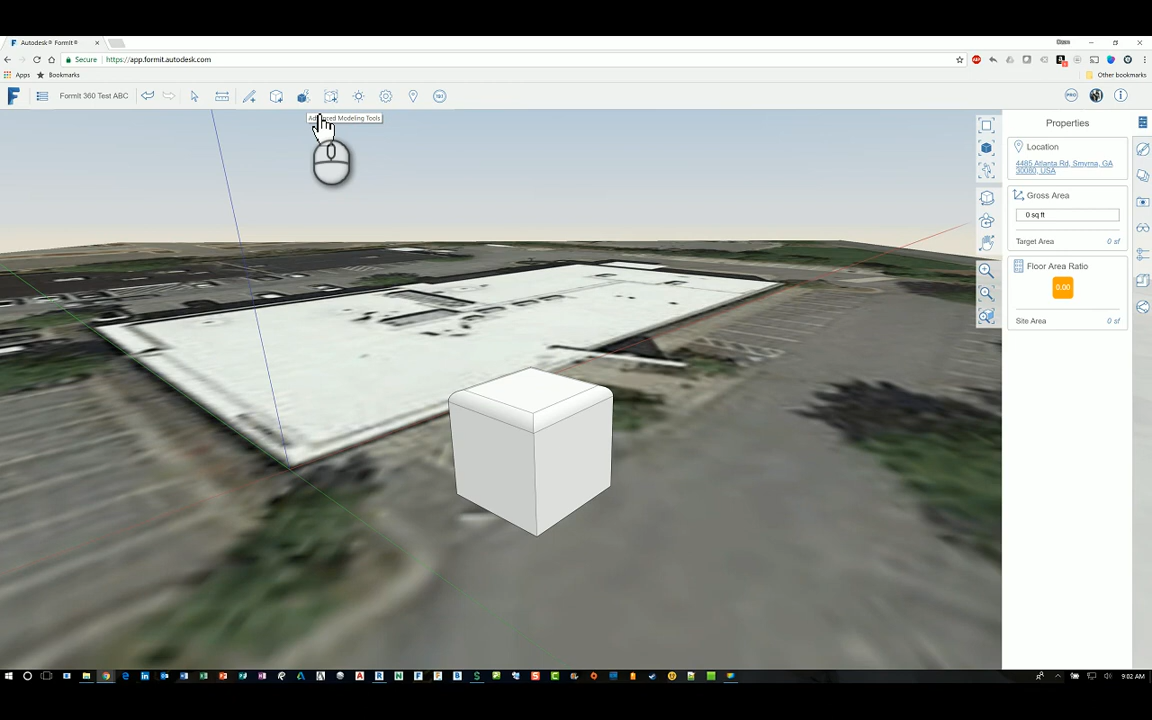 Autodesk® FormIt®
Secure
https://app.formit.autodesk.com
Apps
Bookmarks
Other bookmarks
FormIt 360 Test ABC
PRO
Properties
Location
4485 Atlanta Rd, Smyrna, GA
30080, USA
Gross Area
0 sq ft
Target Area
0 sf
Floor Area Ratio
0.00
Site Area
0 sf
9:02 AM